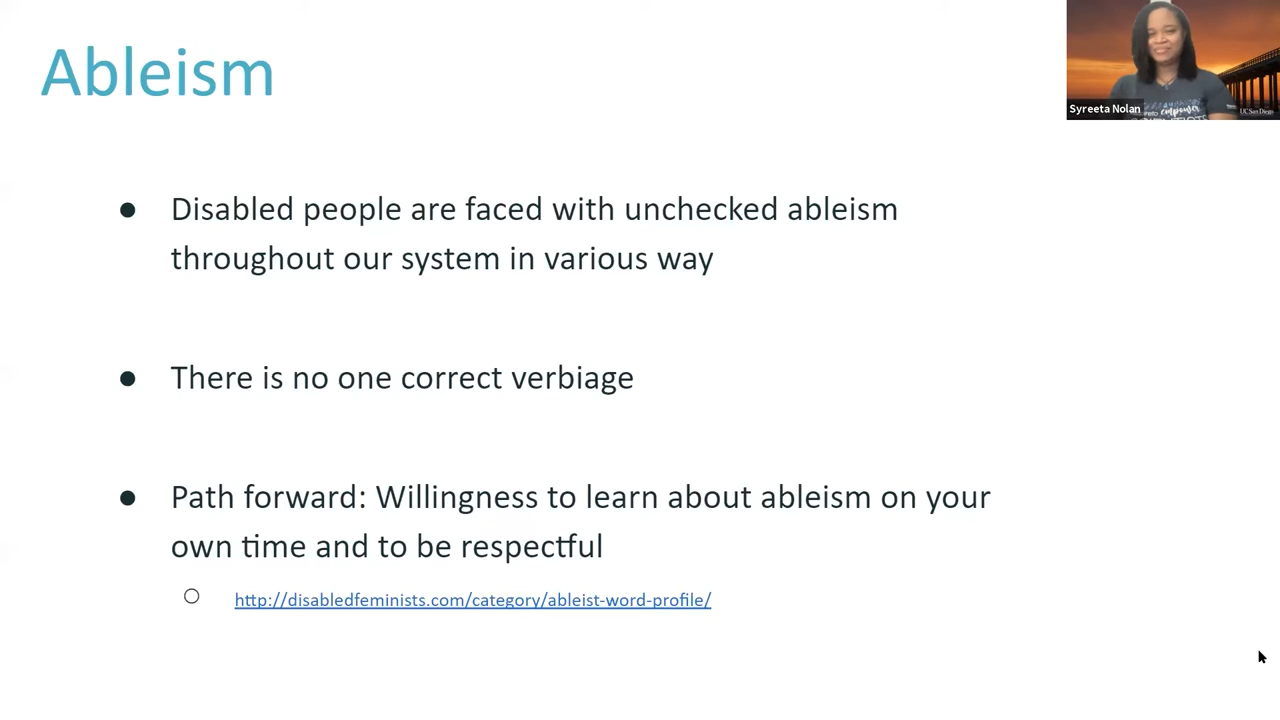 Ableism
Syreeta Nolan
empower
UC San Diego
● Disabled people are faced with unchecked ableism
throughout our system in various way
● There is no one correct verbiage
● Path forward: Willingness to learn about ableism on your
own time and to be respectful
○ http://disabledfeminists.com/category/ableist-word-profile/